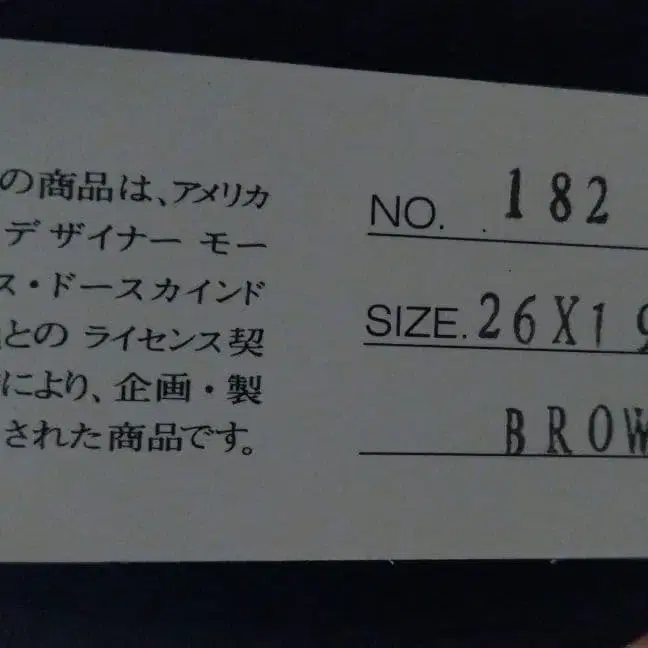 の商品は、アメリカ
デザイナー モー
ス・ドースカインド
との ライセンス契
により、企画・製
された商品です。
NO. 182
SIZE. 26X19
BROW